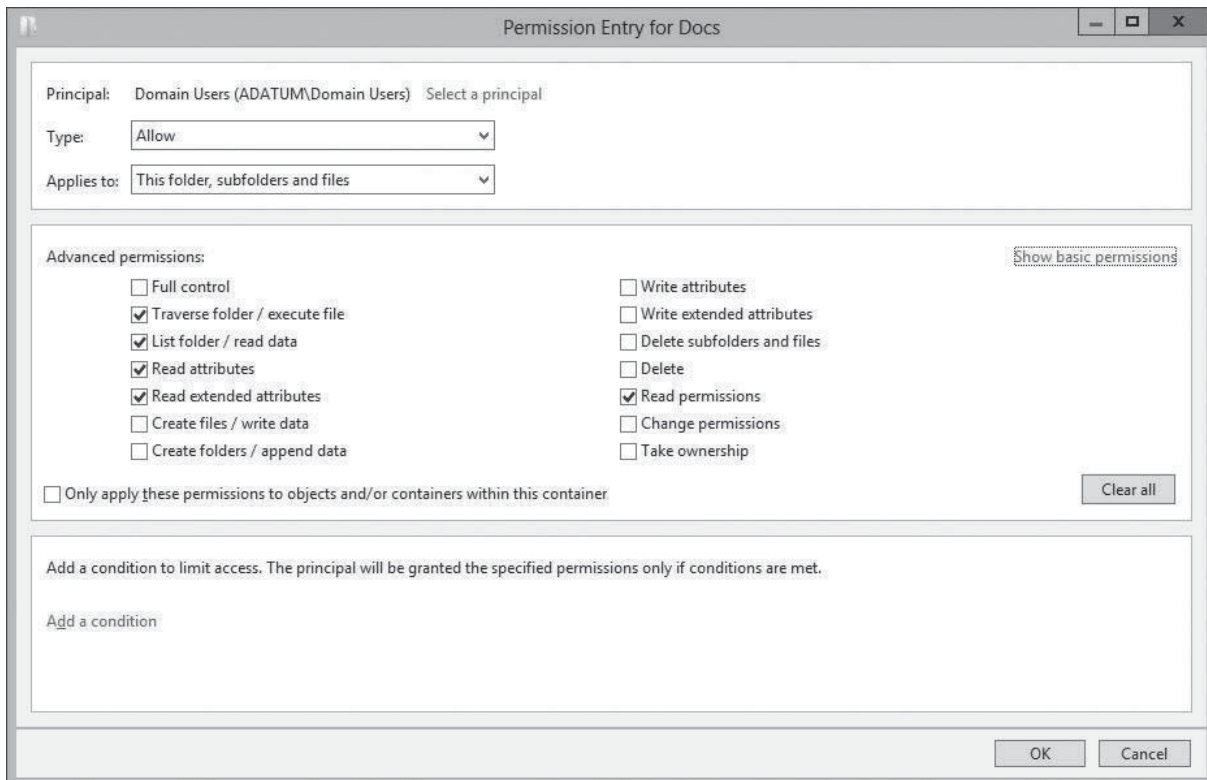 Permission Entry for Docs
Principal: Domain Users (ADATUM\Domain Users) Select a principal
Type: Allow
Applies to: This folder, subfolders and files
Advanced permissions: Show basic permissions
Full control Write attributes
Traverse folder / execute file Write extended attributes
List folder / read data Delete subfolders and files
Read attributes Delete
Read extended attributes Read permissions
Create files / write data Change permissions
Create folders / append data Take ownership
Only apply these permissions to objects and/or containers within this container Clear all
Add a condition to limit access. The principal will be granted the specified permissions only if conditions are met.
Add a condition
OK Cancel